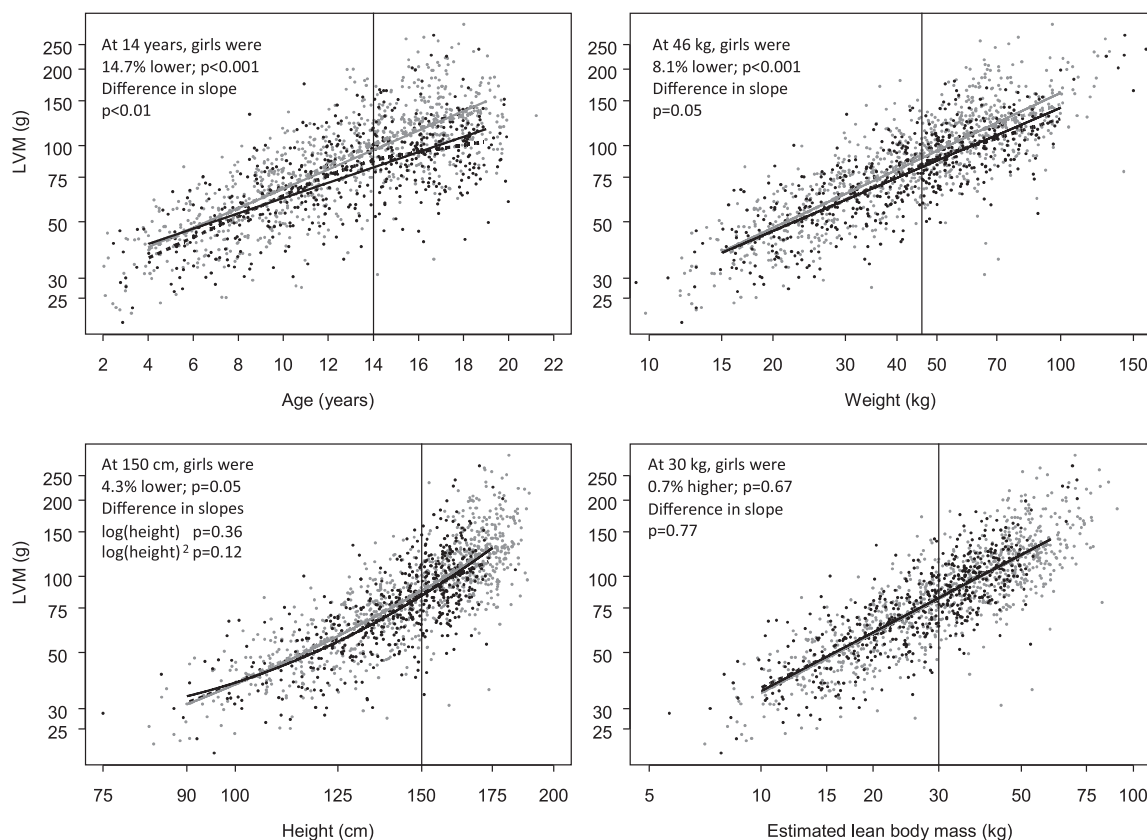 At 14 years, girls were
14.7% lower; p<0.001
Difference in slope
p<0.01
LVM (g)
250
200
150
100
75
50
30
25
2 4 6 8 10 12 14 16 18 20 22
Age (years)
At 46 kg, girls were
8.1% lower; p<0.001
Difference in slope
p=0.05
250
200
150
100
75
50
30
25
10 15 20 30 40 50 70 100 150
Weight (kg)
At 150 cm, girls were
4.3% lower; p=0.05
Difference in slopes
log(height) p=0.36
log(height)² p=0.12
LVM (g)
250
200
150
100
75
50
30
25
75 90 100 125 150 175 200
Height (cm)
At 30 kg, girls were
0.7% higher; p=0.67
Difference in slope
p=0.77
250
200
150
100
75
50
30
25
5 10 15 20 30 50 75 100
Estimated lean body mass (kg)